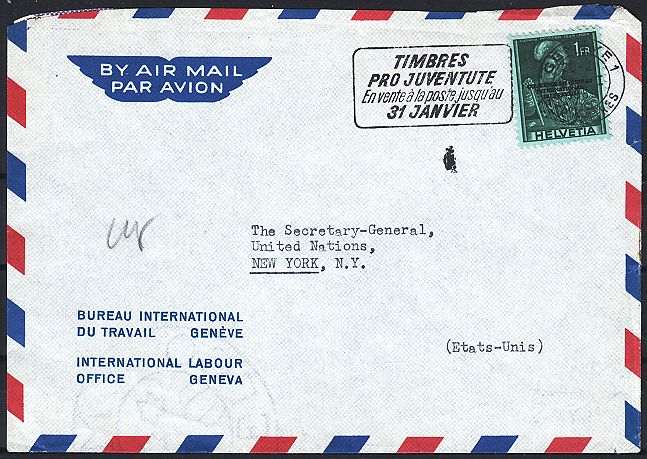 BY AIR MAIL
PAR AVION
TIMBRES
PRO JUVENTUTE
En vente à la poste jusqu'au
31 JANVIER
1 FR
HELVETIA
The Secretary-General,
United Nations,
NEW YORK, N.Y.
BUREAU INTERNATIONAL
DU TRAVAIL GENÈVE
INTERNATIONAL LABOUR
OFFICE GENEVA
(Etats-Unis)